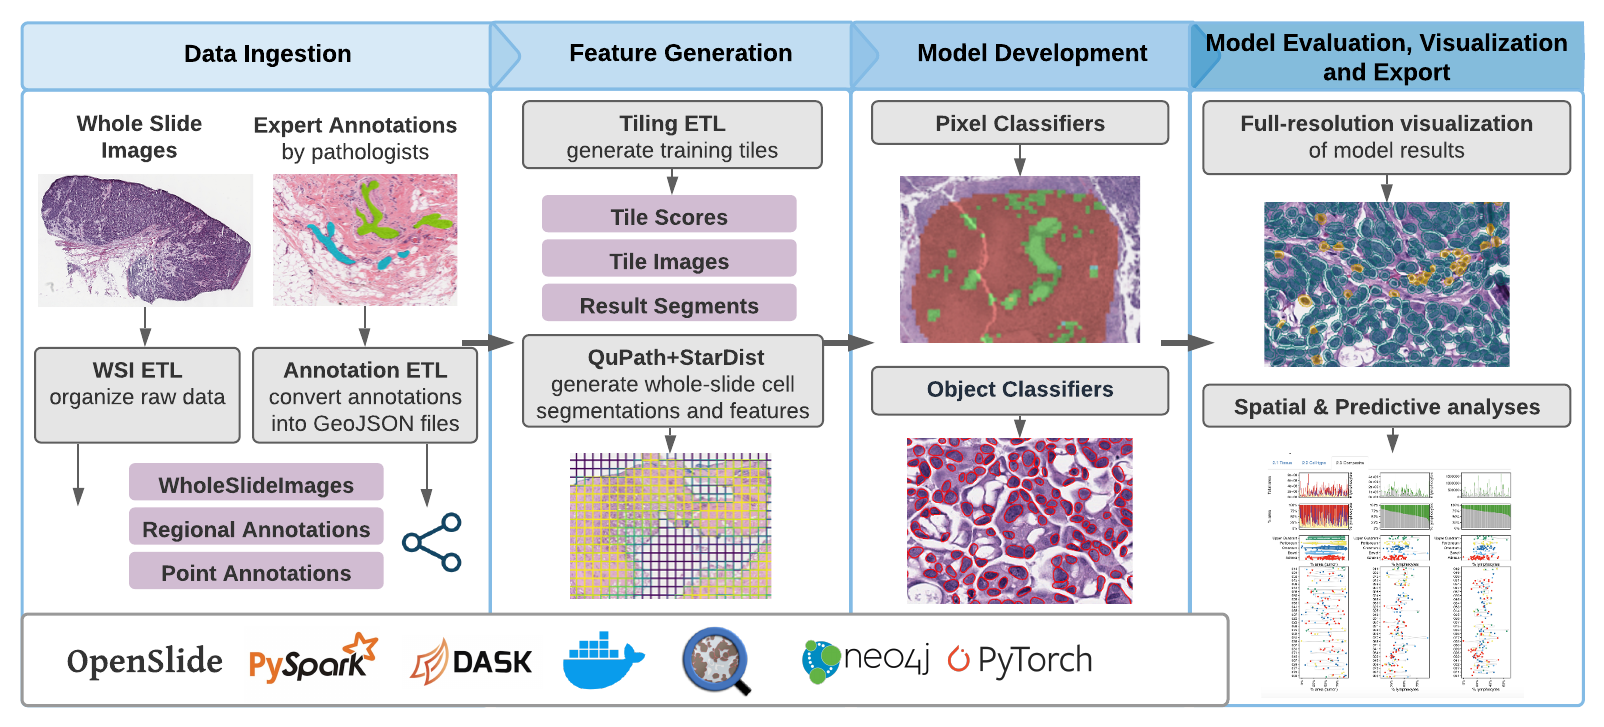 Data Ingestion
Feature Generation
Model Development
Model Evaluation, Visualization
and Export
Whole Slide
Images
Expert Annotations
by pathologists
WSI ETL
organize raw data
Annotation ETL
convert annotations
into GeoJSON files
WholeSlideImages
Regional Annotations
Point Annotations
Tiling ETL
generate training tiles
Tile Scores
Tile Images
Result Segments
QuPath+StarDist
generate whole-slide cell
segmentations and features
Pixel Classifiers
Object Classifiers
Full-resolution visualization
of model results
Spatial & Predictive analyses
OpenSlide
PySpark
DASK
neo4j
PyTorch